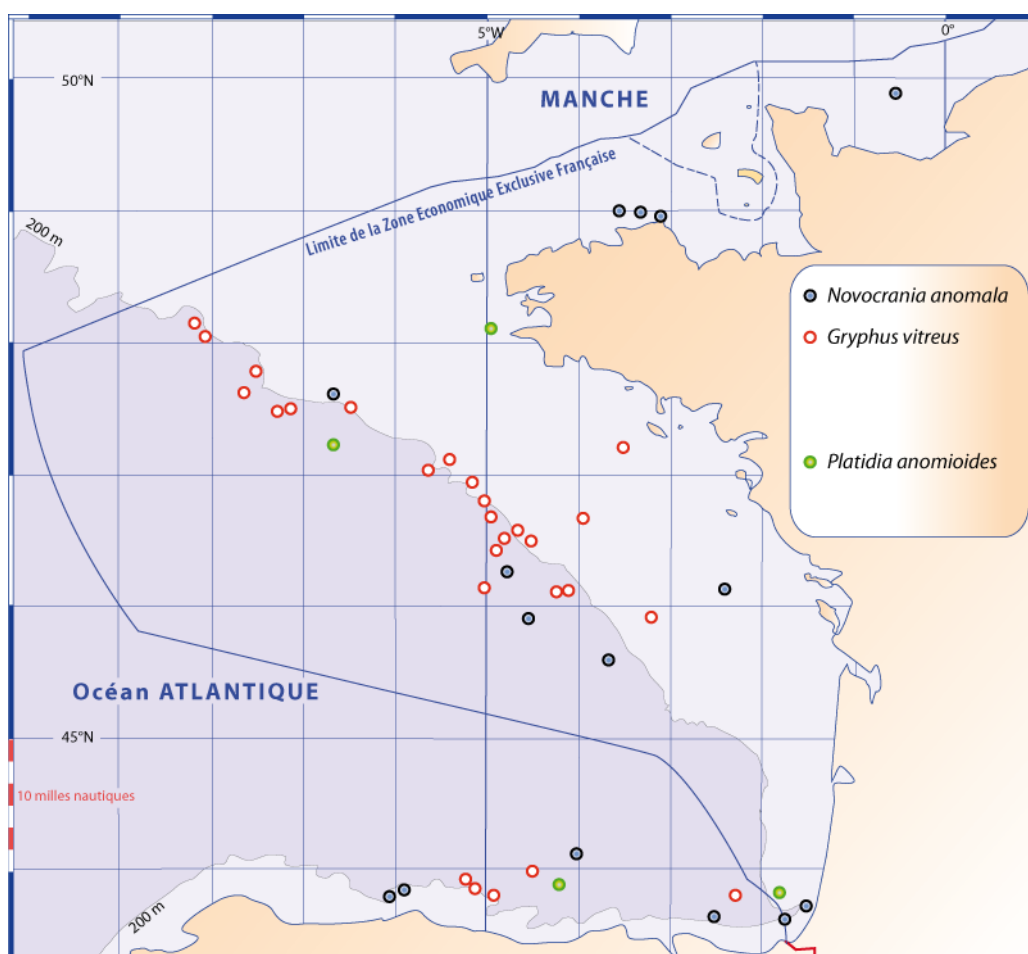 5°W
0°
50°N
MANCHE
Limite de la Zone Economique Exclusive Française
200 m
Novocrania anomala
Gryphus vitreus
Platidia anomioides
Océan ATLANTIQUE
45°N
10 milles nautiques
200 m